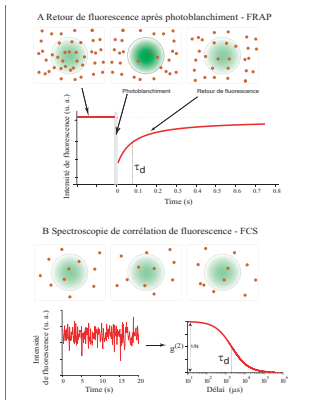 A Retour de fluorescence après photoblanchiment - FRAP
Photoblanchiment
Retour de fluorescence
Intensité de fluorescence (u. a.)
τd
0 0.1 0.2 0.3 0.4 0.5 0.6 0.7 0.8
Time (s)
B Spectroscopie de corrélation de fluorescence - FCS
Intensité
de fluorescence (u. a.)
0 5 10 15 20
Time (s)
g(2)
1/N
τd
Délai (µs)